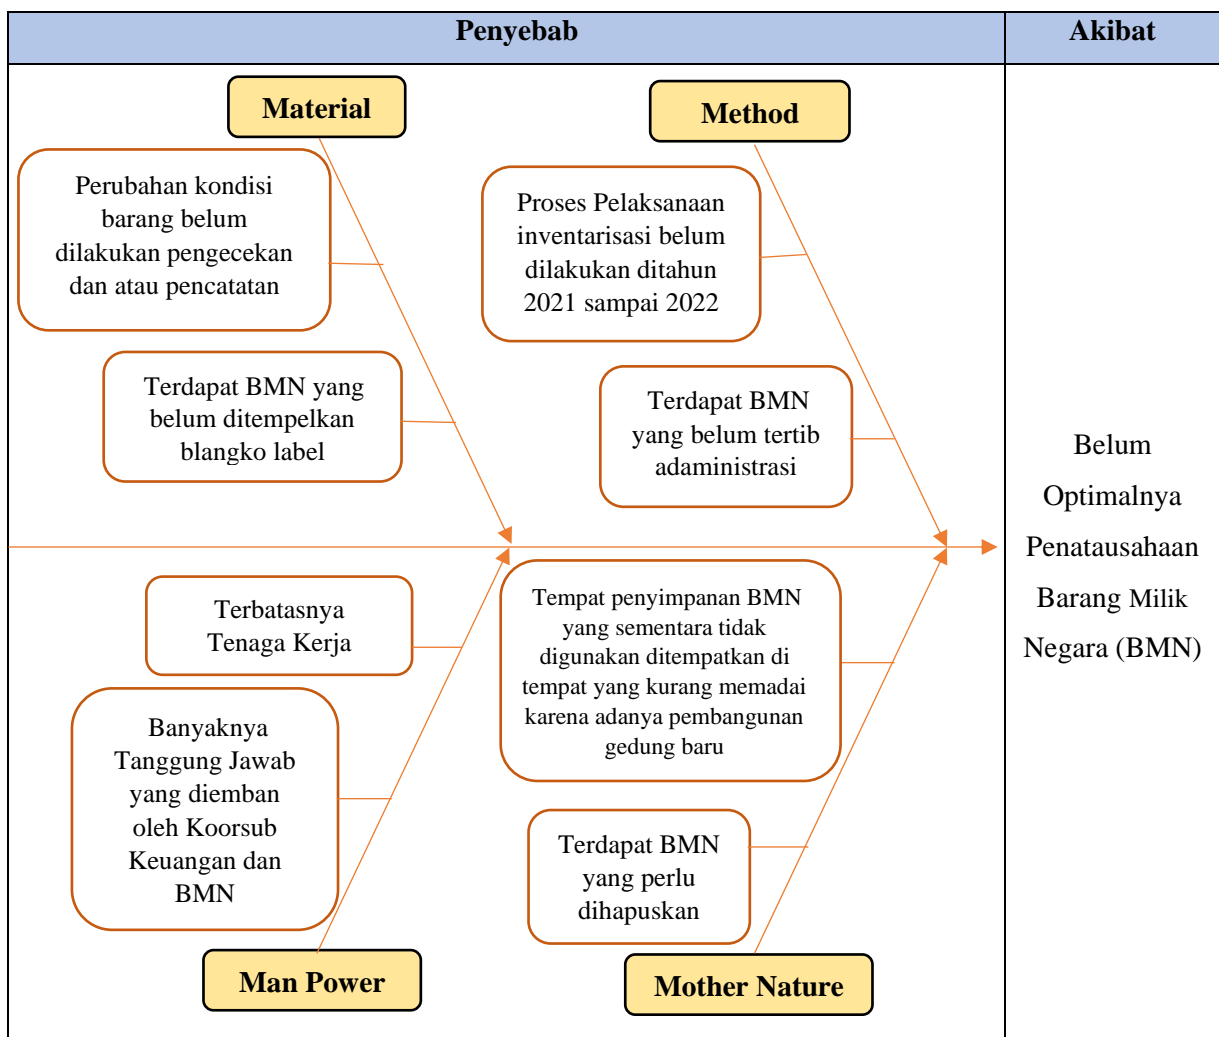 Penyebab
Akibat
Material
Method
Perubahan kondisi
barang belum
dilakukan pengecekan
dan atau pencatatan
Proses Pelaksanaan
inventarisasi belum
dilakukan ditahun
2021 sampai 2022
Terdapat BMN yang
belum ditempelkan
blangko label
Terdapat BMN
yang belum tertib
adaministrasi
Belum
Optimalnya
Penatausahaan
Barang Milik
Negara (BMN)
Terbatasnya
Tenaga Kerja
Tempat penyimpanan BMN
yang sementara tidak
digunakan ditempatkan di
tempat yang kurang memadai
karena adanya pembangunan
gedung baru
Banyaknya
Tanggung Jawab
yang diemban
oleh Koorsub
Keuangan dan
BMN
Terdapat BMN
yang perlu
dihapuskan
Man Power
Mother Nature